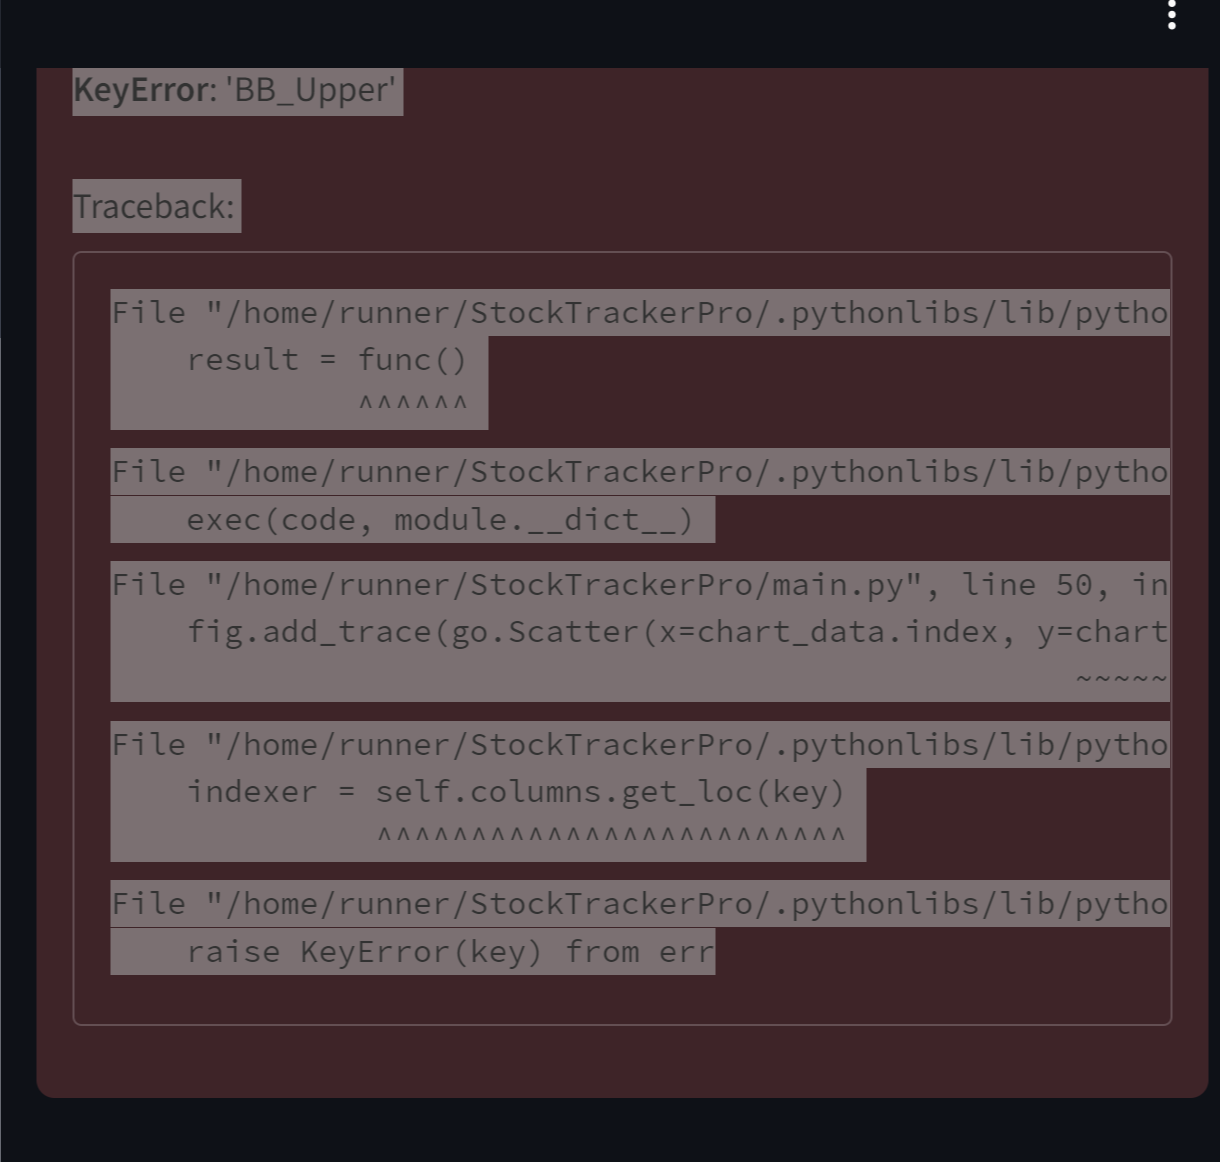 KeyError: 'BB_Upper'
Traceback:
File "/home/runner/StockTrackerPro/.pythonlibs/lib/pytho
    result = func()
             ^^^^^^
File "/home/runner/StockTrackerPro/.pythonlibs/lib/pytho
    exec(code, module.__dict__)
File "/home/runner/StockTrackerPro/main.py", line 50, in
    fig.add_trace(go.Scatter(x=chart_data.index, y=chart
                                                   ~~~~~
File "/home/runner/StockTrackerPro/.pythonlibs/lib/pytho
    indexer = self.columns.get_loc(key)
              ^^^^^^^^^^^^^^^^^^^^^^^^^
File "/home/runner/StockTrackerPro/.pythonlibs/lib/pytho
    raise KeyError(key) from err